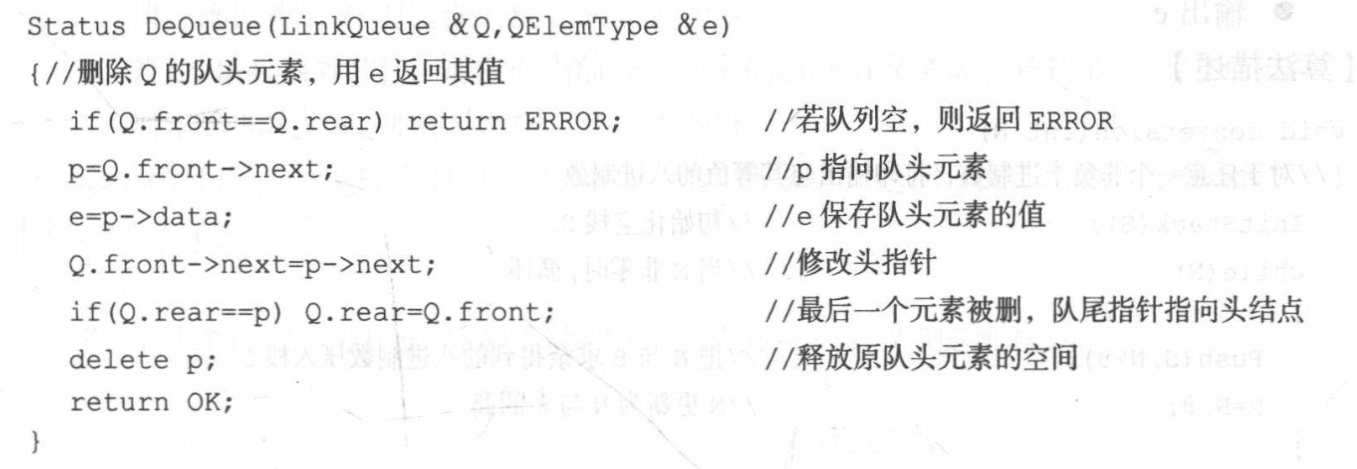 Status DeQueue(LinkQueue &Q,QElemType &e)
{//删除 Q 的队头元素，用 e 返回其值
if(Q.front==Q.rear) return ERROR; //若队列空，则返回 ERROR
p=Q.front->next; //p 指向队头元素
e=p->data; //e 保存队头元素的值
Q.front->next=p->next; //修改头指针
if(Q.rear==p) Q.rear=Q.front; //最后一个元素被删，队尾指针指向头结点
delete p; //释放原队头元素的空间
return OK;
}